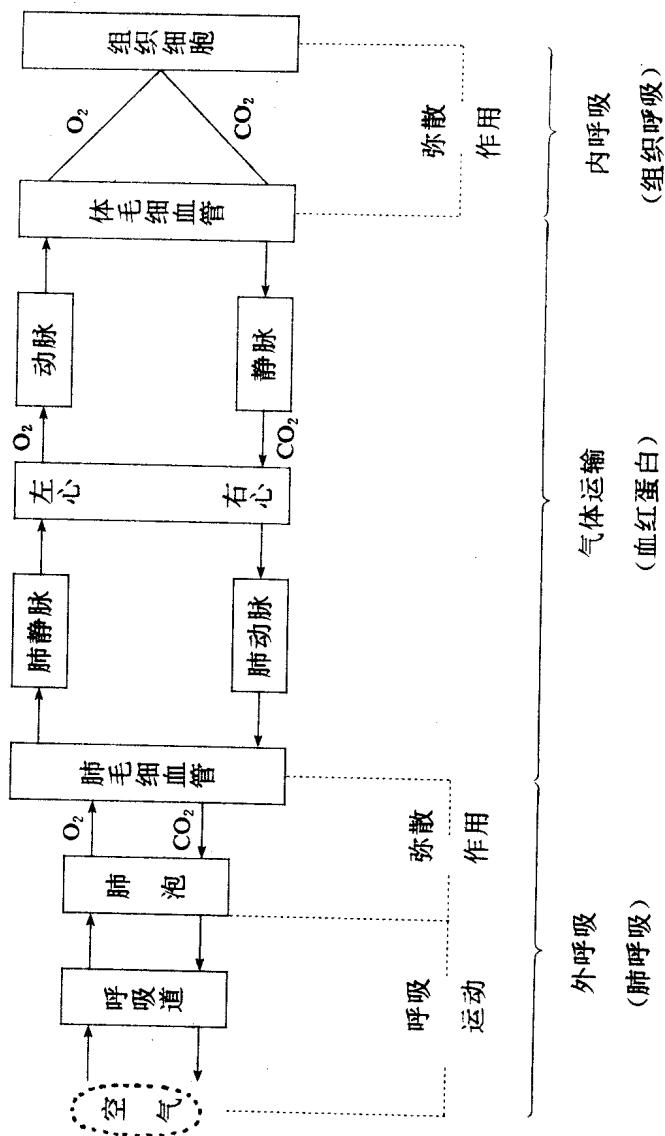 空气
呼吸道
肺泡
O₂
CO₂
肺毛细血管
肺静脉
肺动脉
左心
右心
O₂
CO₂
动脉
静脉
体毛细血管
O₂
CO₂
组织细胞
呼吸
运动
弥散
作用
弥散
作用
外呼吸
(肺呼吸)
气体运输
(血红蛋白)
内呼吸
(组织呼吸)